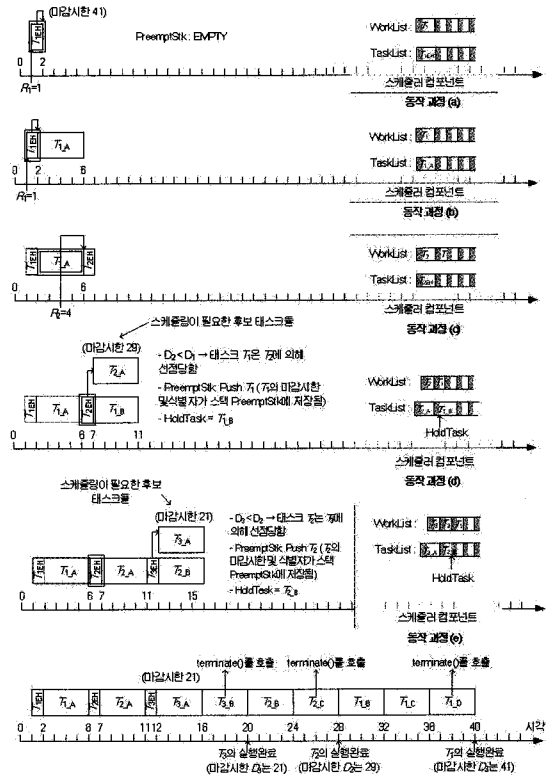 (마감시한 41)
T1EH
PreemptStk : EMPTY
WorkList :
TaskList :
0 2
스케줄러 컴포넌트
R1=1
동작 과정 (a)
T1EH T1_A
WorkList :
TaskList :
0 2 6
스케줄러 컴포넌트
R1=1
동작 과정 (b)
T1EH T1_A T2EH
WorkList :
TaskList :
0 6
스케줄러 컴포넌트
R2=4
동작 과정 (c)
스케줄링이 필요한 후보 태스크들
(마감시한 29)
T2_A
- D2 < D1 → 태스크 T1은 T2에 의해
선점당함
- PreemptStk. Push T1 (T1의 마감시한
및 식별자가 스택 PreemptStk에 저장됨)
- HoldTask = T1_B
T1EH T1_A T2EH T1_B
WorkList :
TaskList :
HoldTask
0 6 7 11
스케줄러 컴포넌트
동작 과정 (d)
스케줄링이 필요한 후보
태스크들
(마감시한 21)
T3_A
- D3 < D2 → 태스크 T2는 T3에
의해 선점당함
- PreemptStk. Push T2 (T2의
마감시한 및 식별자가 스택
PreemptStk에 저장됨)
- HoldTask = T2_B
T1EH T1_A T2EH T2_A T3EH T2_B
WorkList :
TaskList :
HoldTask
0 6 7 12 15
스케줄러 컴포넌트
동작 과정 (e)
terminate()를 호출 terminate()를 호출 terminate()를 호출
(마감시한 21)
T1EH T1_A T2EH T2_A T3EH T3_A T3_B T2_B T2_C T1_B T1_C T1_D
0 2 6 8 11 12 16 20 24 28 32 36 40 시각
T3의 실행완료 T2의 실행완료 T1의 실행완료
(마감시한 D3는 21) (마감시한 D2는 29) (마감시한 D1는 41)